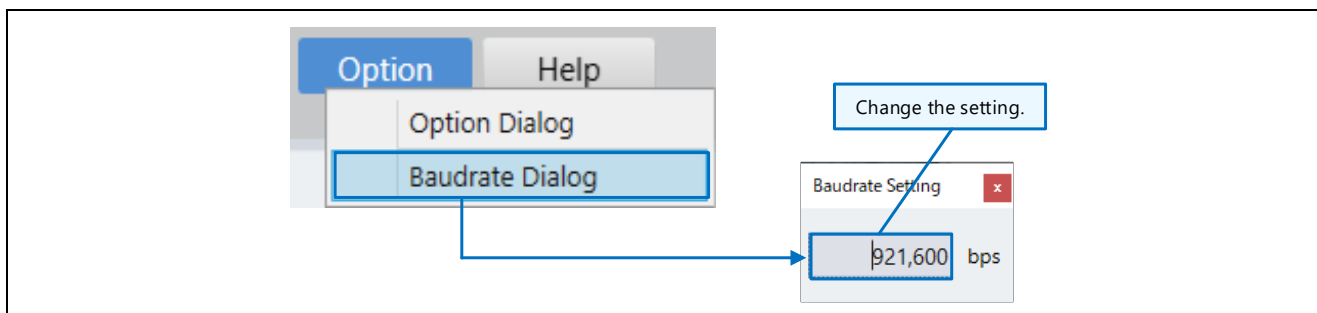 Option Help
Option Dialog
Baudrate Dialog
Change the setting.
Baudrate Setting x
921,600 bps